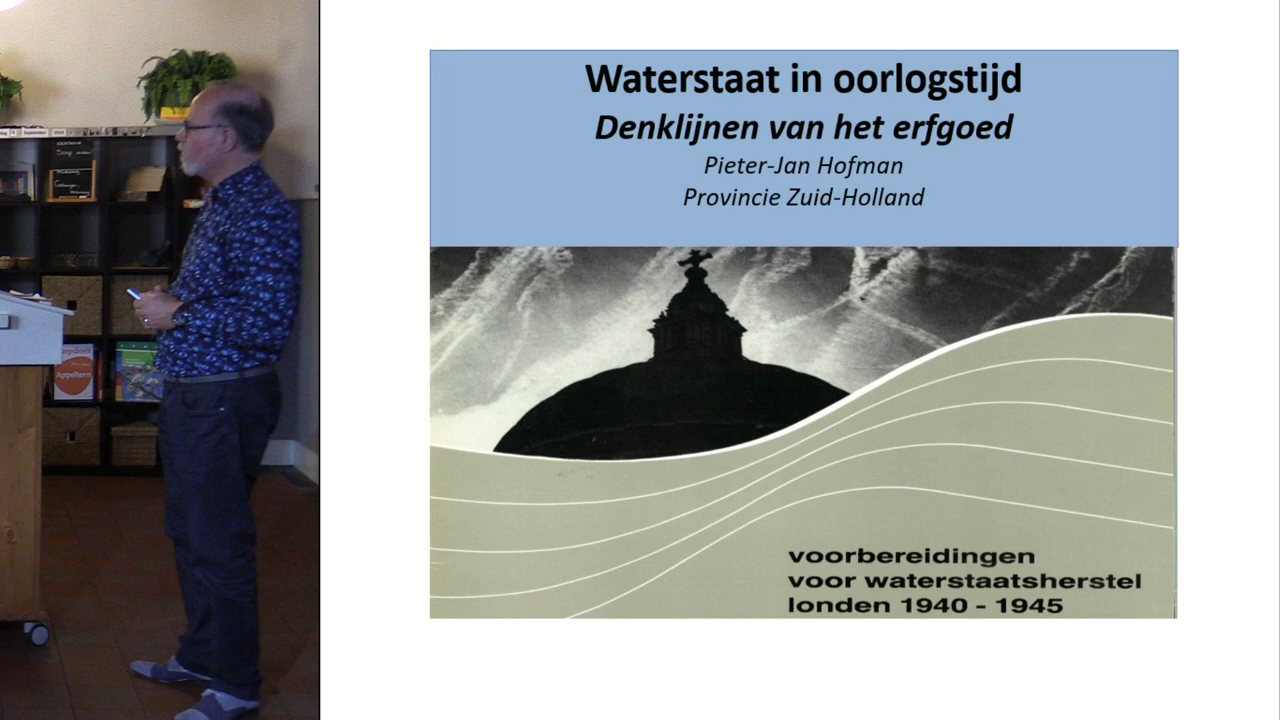 Waterstaat in oorlogstijd
Denklijnen van het erfgoed
Pieter-Jan Hofman
Provincie Zuid-Holland
voorbereidingen
voor waterstaatsherstel
londen 1940 - 1945
Appeltern